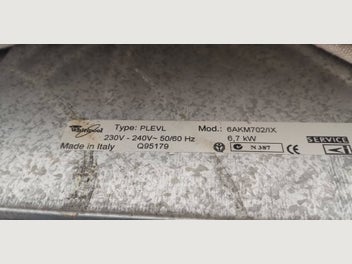 Whirlpool Type: PLEVL Mod.: 6AKM702/IX
230V - 240V~ 50/60 Hz 6,7 kW SERVICE
Made in Italy Q95179 N 387 CE